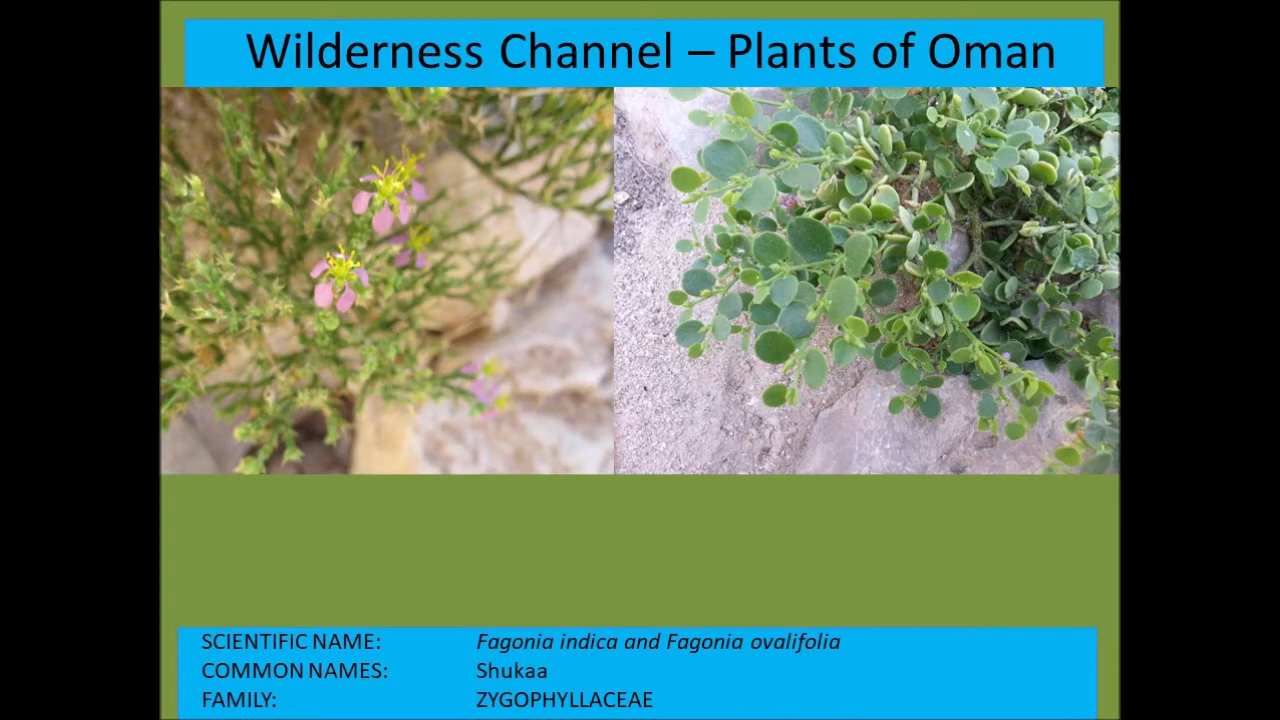 Wilderness Channel – Plants of Oman
SCIENTIFIC NAME: Fagonia indica and Fagonia ovalifolia
COMMON NAMES: Shukaa
FAMILY: ZYGOPHYLLACEAE